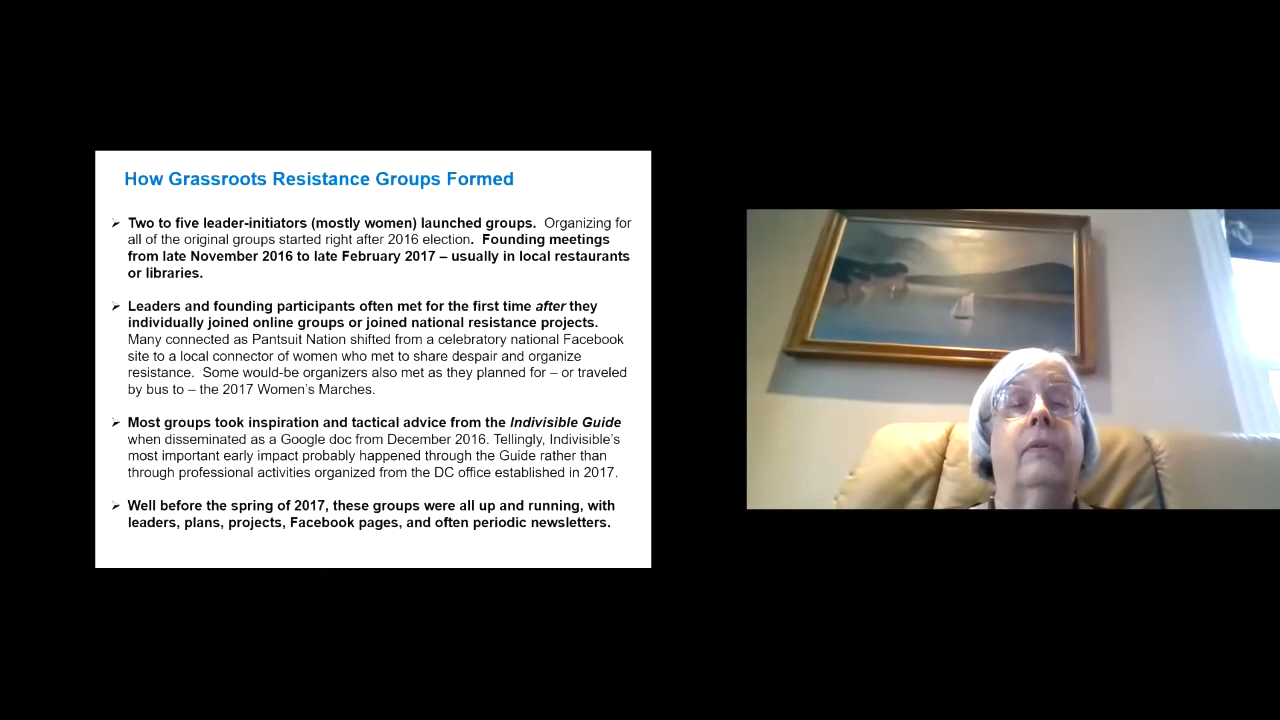 How Grassroots Resistance Groups Formed
➢ Two to five leader-initiators (mostly women) launched groups. Organizing for
all of the original groups started right after 2016 election. Founding meetings
from late November 2016 to late February 2017 – usually in local restaurants
or libraries.
➢ Leaders and founding participants often met for the first time after they
individually joined online groups or joined national resistance projects.
Many connected as Pantsuit Nation shifted from a celebratory national Facebook
site to a local connector of women who met to share despair and organize
resistance. Some would-be organizers also met as they planned for – or traveled
by bus to – the 2017 Women’s Marches.
➢ Most groups took inspiration and tactical advice from the Indivisible Guide
when disseminated as a Google doc from December 2016. Tellingly, Indivisible’s
most important early impact probably happened through the Guide rather than
through professional activities organized from the DC office established in 2017.
➢ Well before the spring of 2017, these groups were all up and running, with
leaders, plans, projects, Facebook pages, and often periodic newsletters.